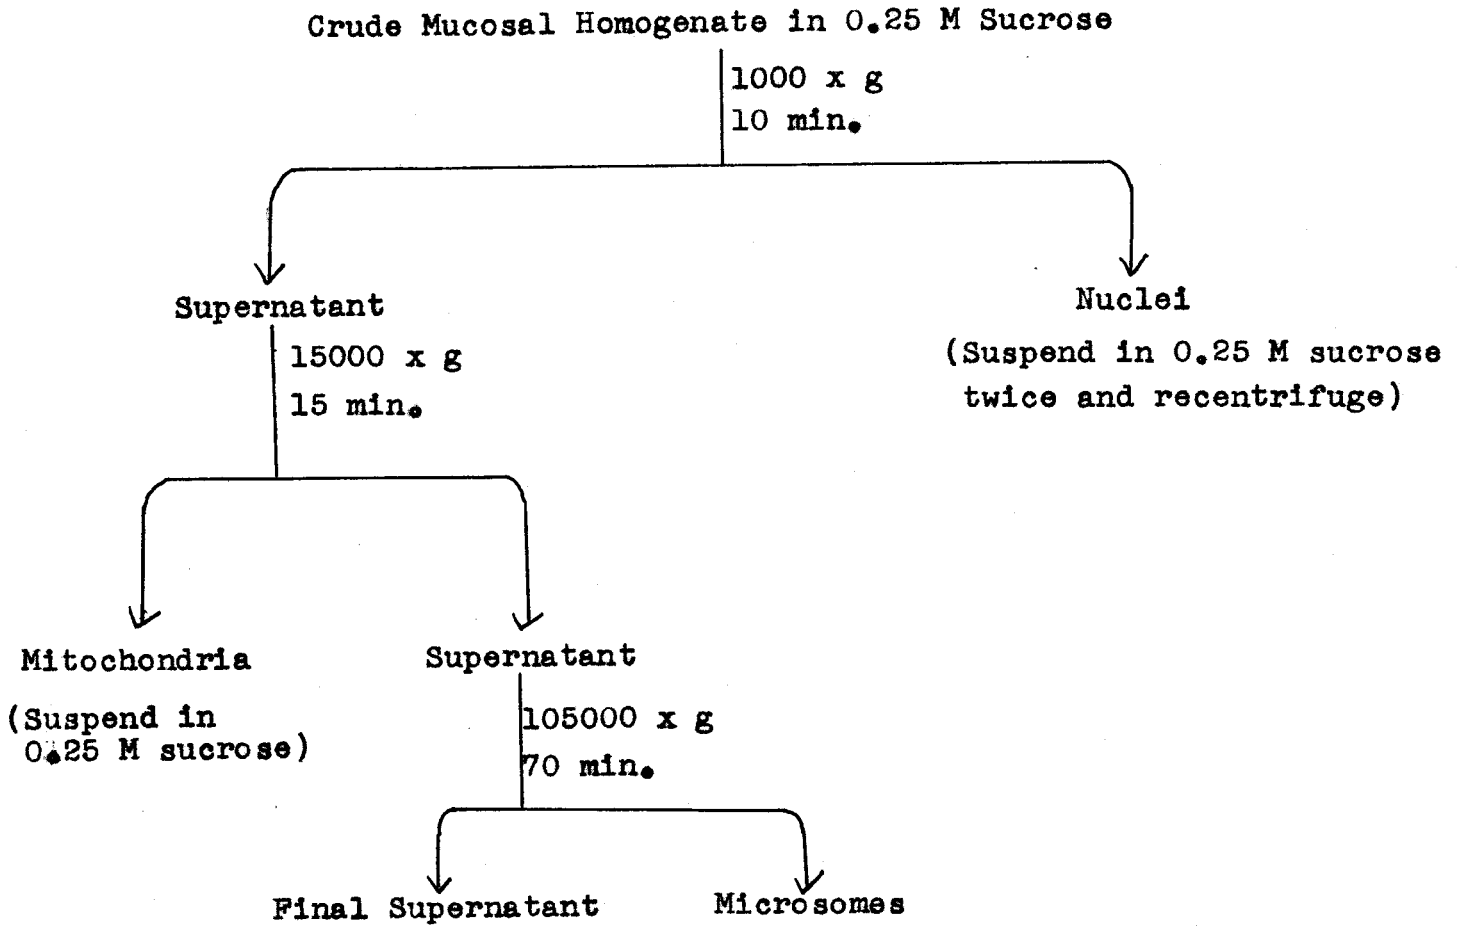 Crude Mucosal Homogenate in 0.25 M Sucrose
1000 x g
10 min.
Supernatant
Nuclei
(Suspend in 0.25 M sucrose
twice and recentrifuge)
15000 x g
15 min.
Mitochondria
(Suspend in
0.25 M sucrose)
Supernatant
105000 x g
70 min.
Final Supernatant
Microsomes